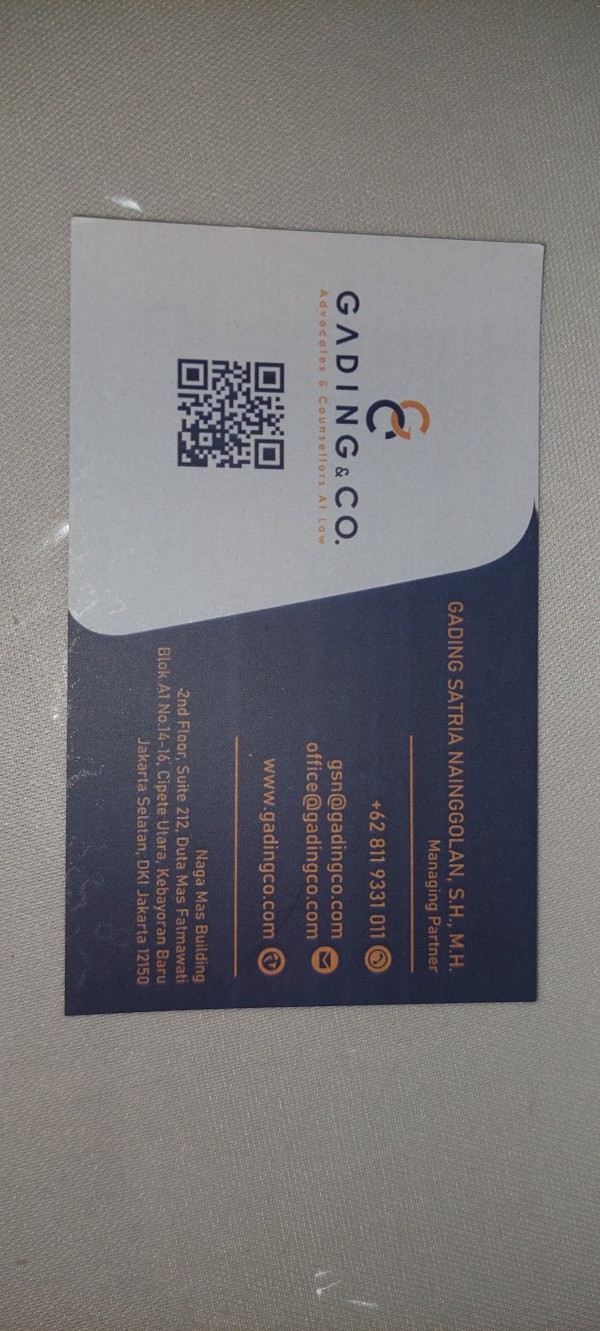 GADING & CO.
Advocates & Counsellors At Law
GADING SATRIA NAINGGOLAN, S.H., M.H.
Managing Partner
+62 811 9331 011
gsn@gadingco.com
office@gadingco.com
www.gadingco.com
Naga Mas Building
2nd Floor, Suite 212, Duta Mas Fatmawati
Blok A1 No.14-16, Cipete Utara, Kebayoran Baru
Jakarta Selatan, DKI Jakarta 12150